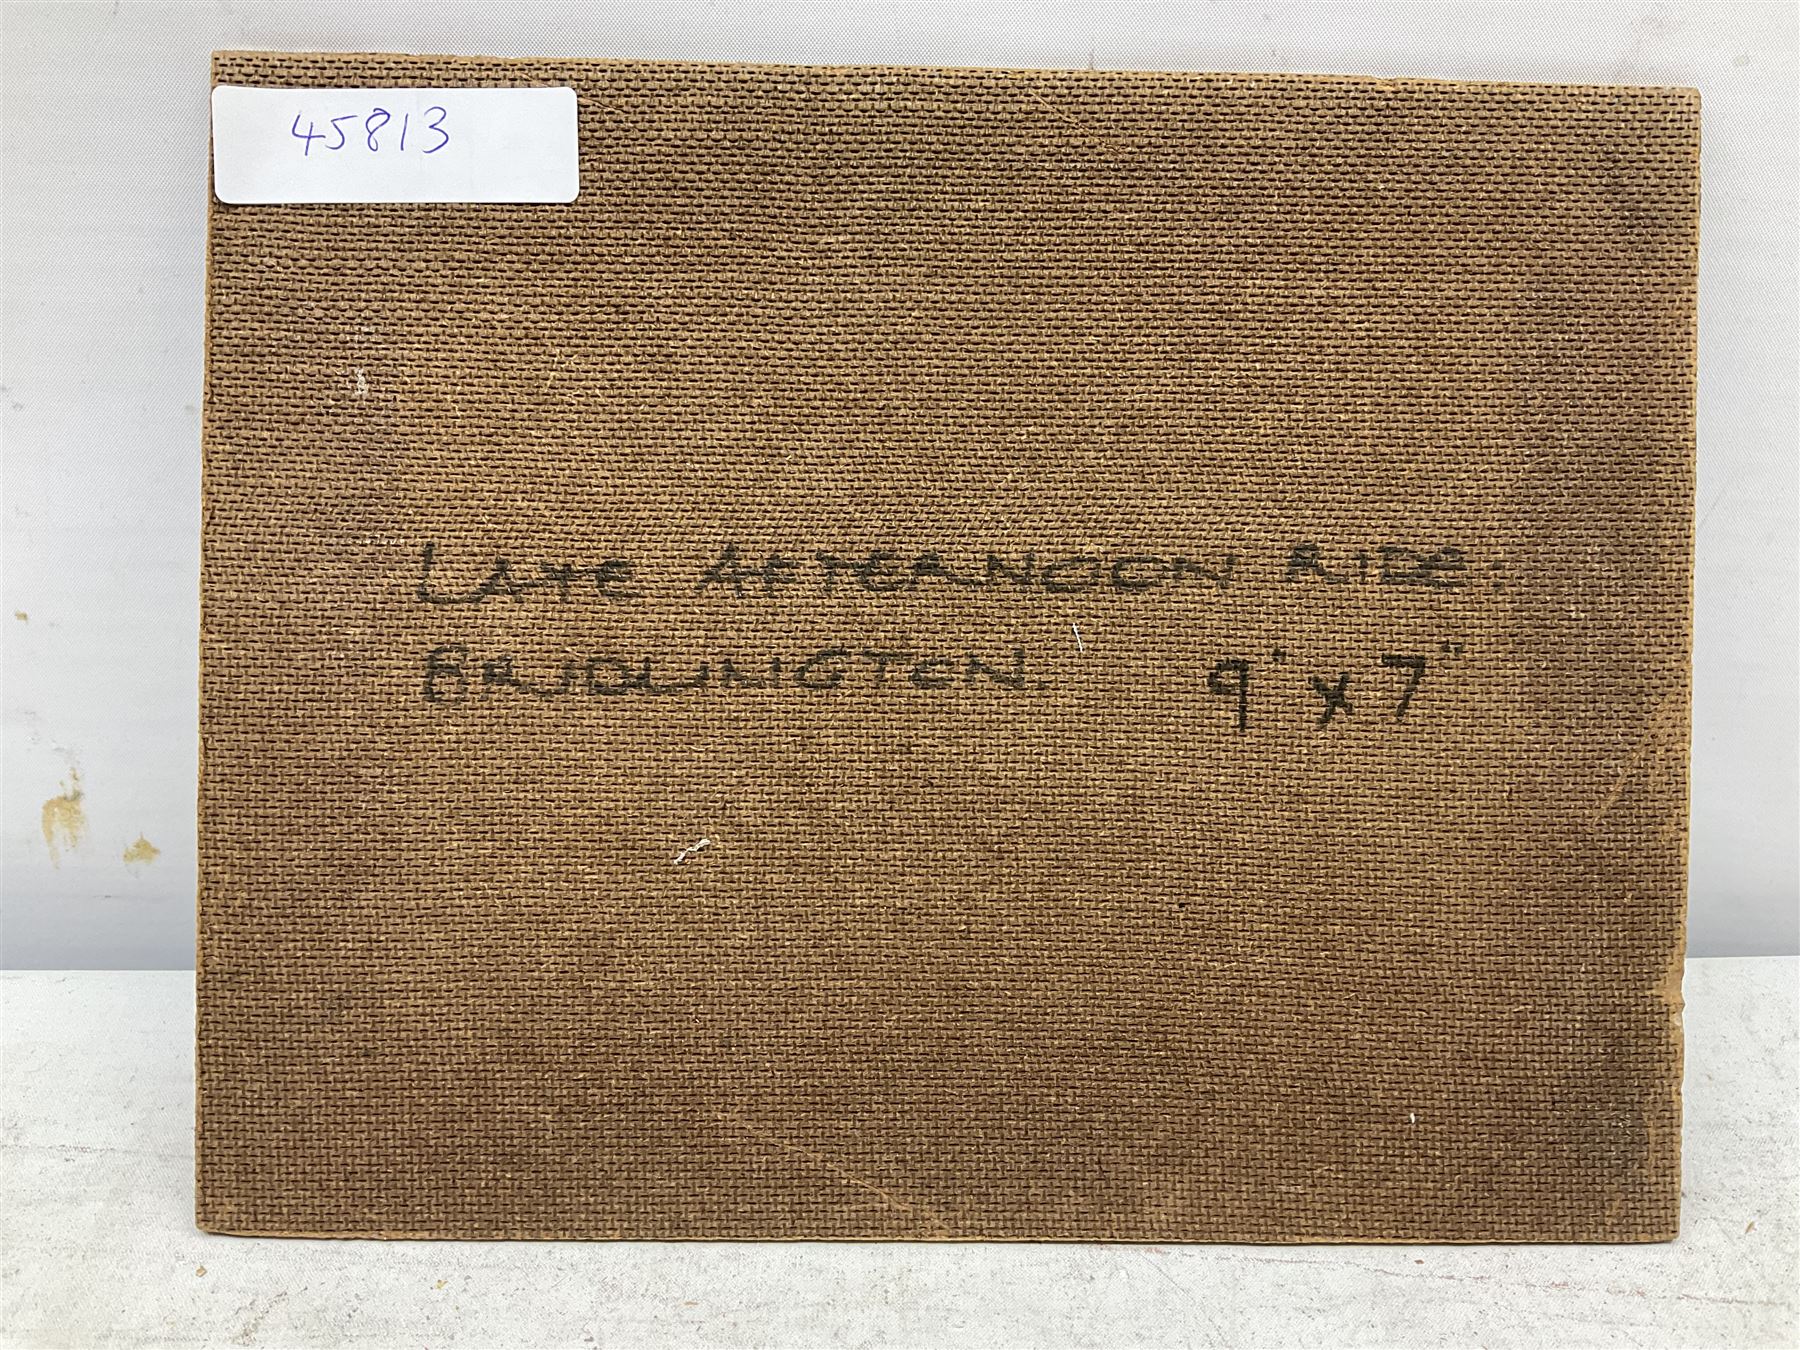 45813
LATE AFTERNOON RIDE:
BRIDLINGTON. 9" x 7"